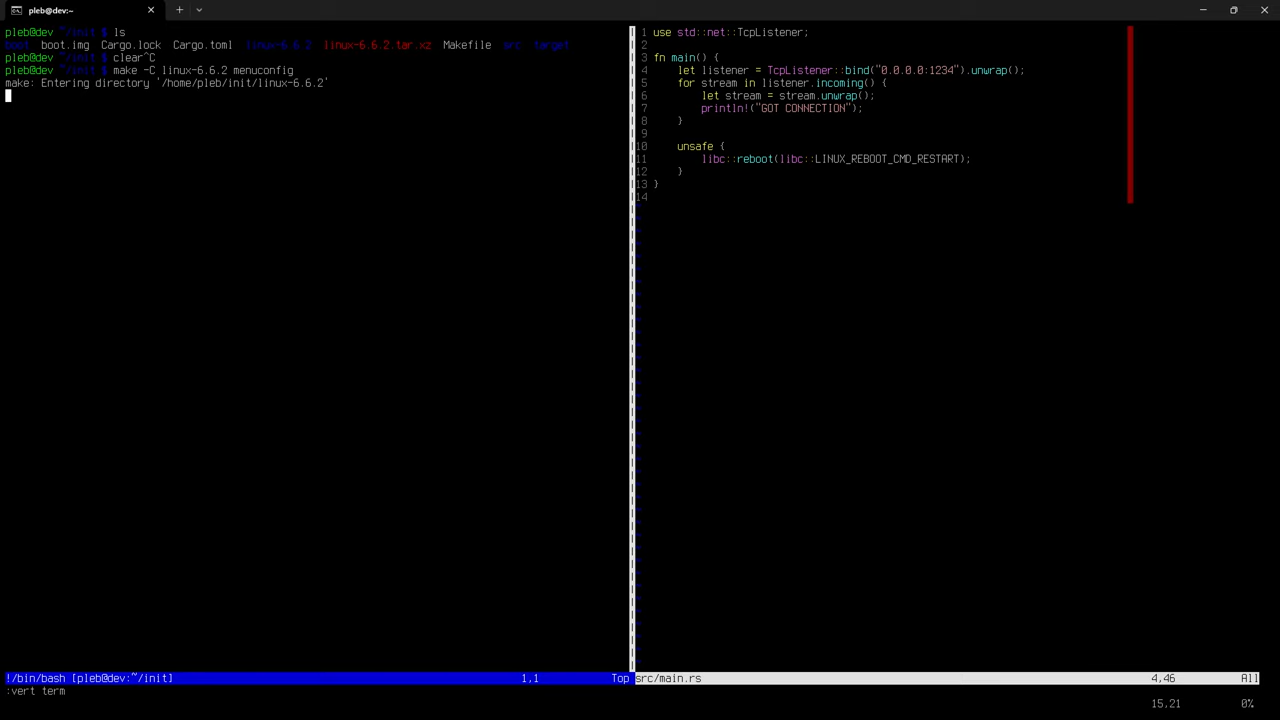 pleb@dev:~
pleb@dev ~/init $ ls
boot boot.img Cargo.lock Cargo.toml linux-6.6.2 linux-6.6.2.tar.xz Makefile src target
pleb@dev ~/init $ clear^C
pleb@dev ~/init $ make -C linux-6.6.2 menuconfig
make: Entering directory '/home/pleb/init/linux-6.6.2'
1 use std::net::TcpListener;
2
3 fn main() {
4     let listener = TcpListener::bind("0.0.0.0:1234").unwrap();
5     for stream in listener.incoming() {
6         let stream = stream.unwrap();
7         println!("GOT CONNECTION");
8     }
9
10     unsafe {
11         libc::reboot(libc::LINUX_REBOOT_CMD_RESTART);
12     }
13 }
14
!/bin/bash [pleb@dev:~/init] 1,1 Top
src/main.rs 4,46 All
:vert term
15.21 0%